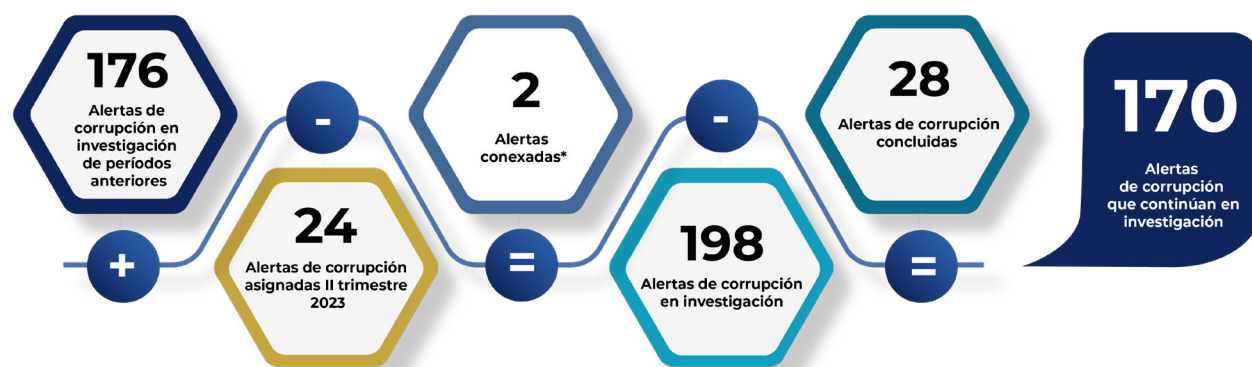 176
Alertas de
corrupción en
investigación
de períodos
anteriores
+
24
Alertas de corrupción
asignadas II trimestre
2023
-
2
Alertas
conexadas*
=
198
Alertas de corrupción
en investigación
-
28
Alertas de corrupción
concluidas
=
170
Alertas
de corrupción
que continúan en
investigación